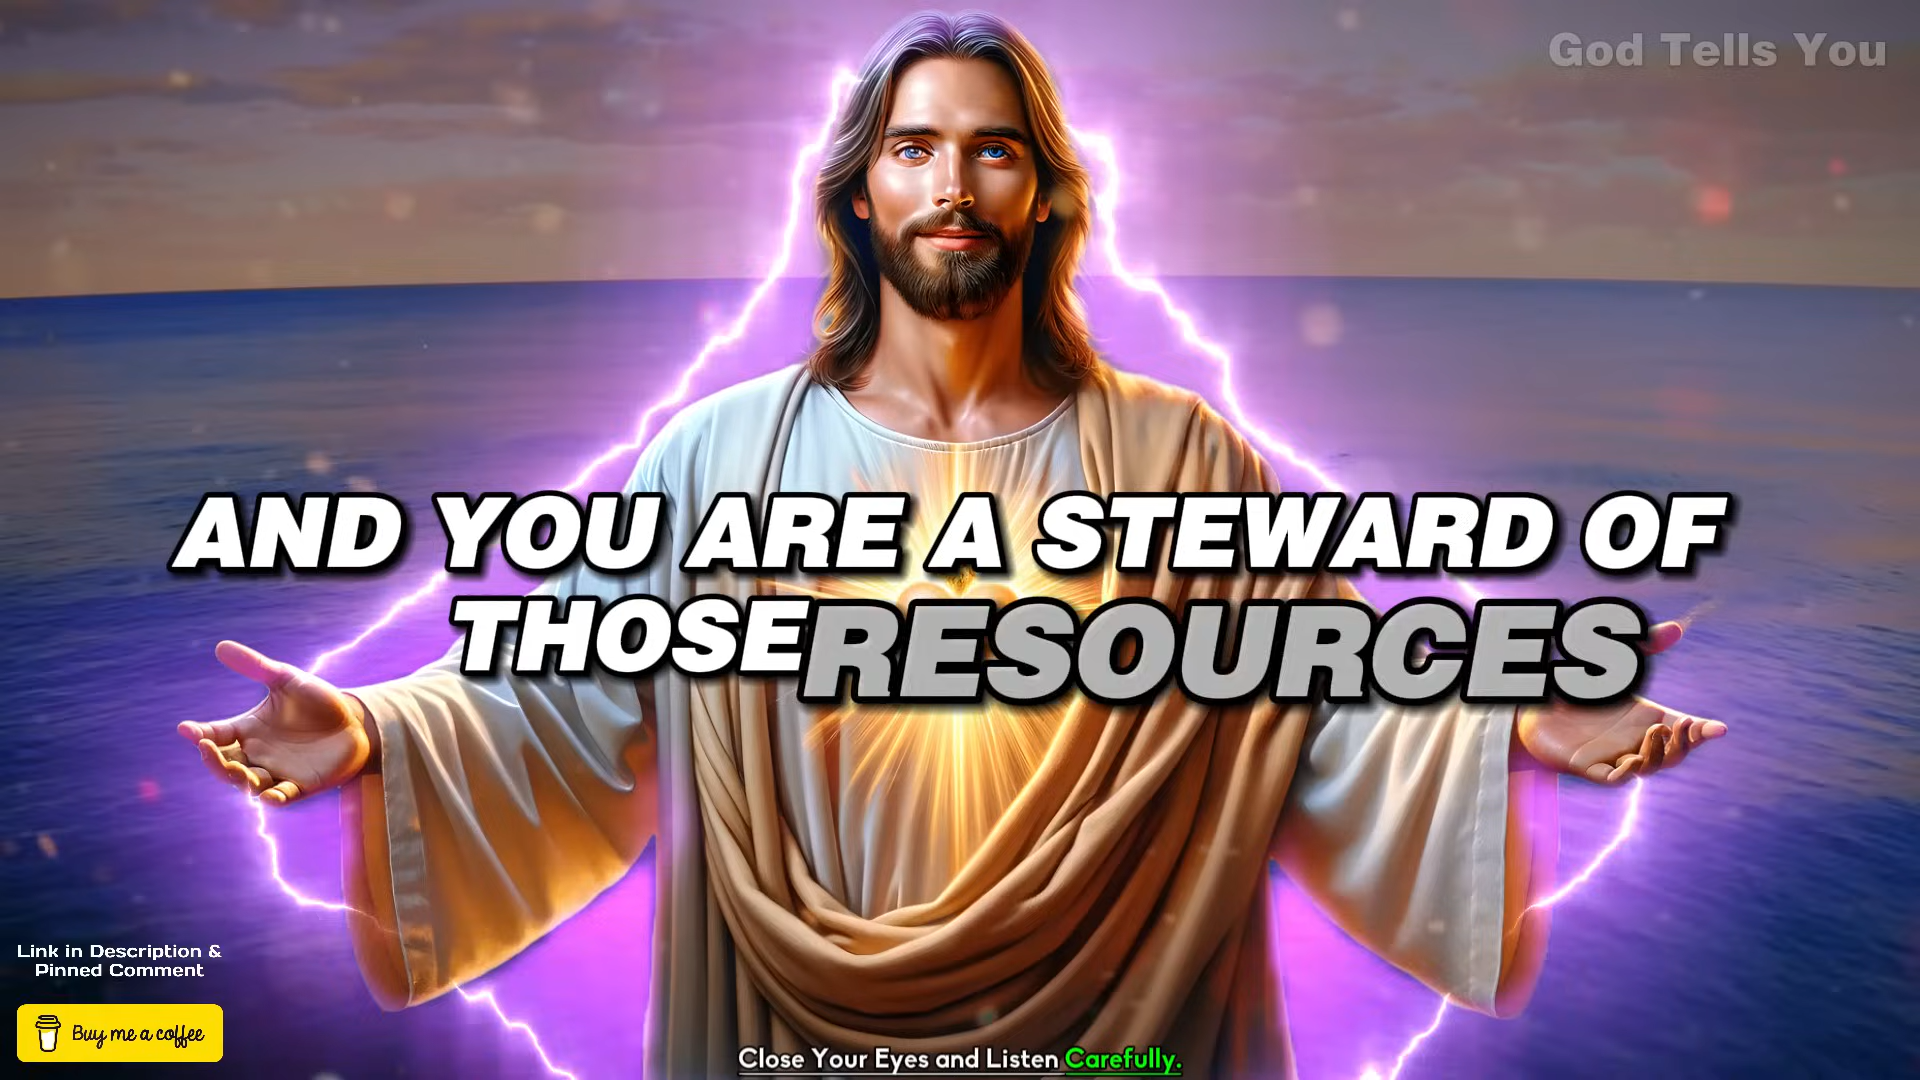 God Tells You
AND YOU ARE A STEWARD OF
THOSE RESOURCES
Link in Description &
Pinned Comment
Buy me a coffee
Close Your Eyes and Listen Carefully.